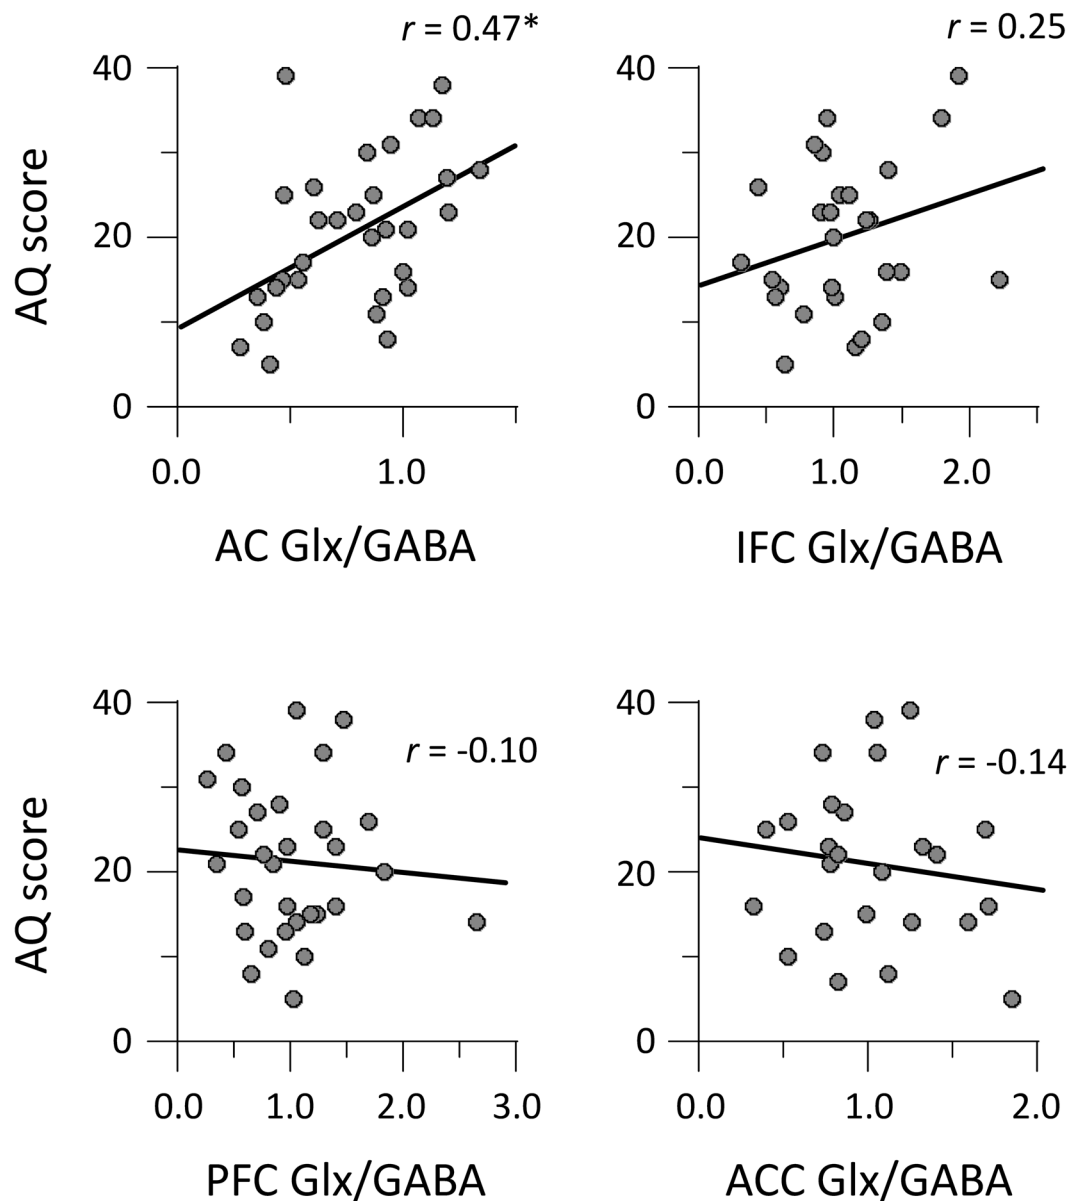 r = 0.47*
40
20
0
AQ score
0.0 1.0
AC Glx/GABA
r = 0.25
40
20
0
0.0 1.0 2.0
IFC Glx/GABA
r = -0.10
40
20
0
AQ score
0.0 1.0 2.0 3.0
PFC Glx/GABA
r = -0.14
40
20
0
0.0 1.0 2.0
ACC Glx/GABA